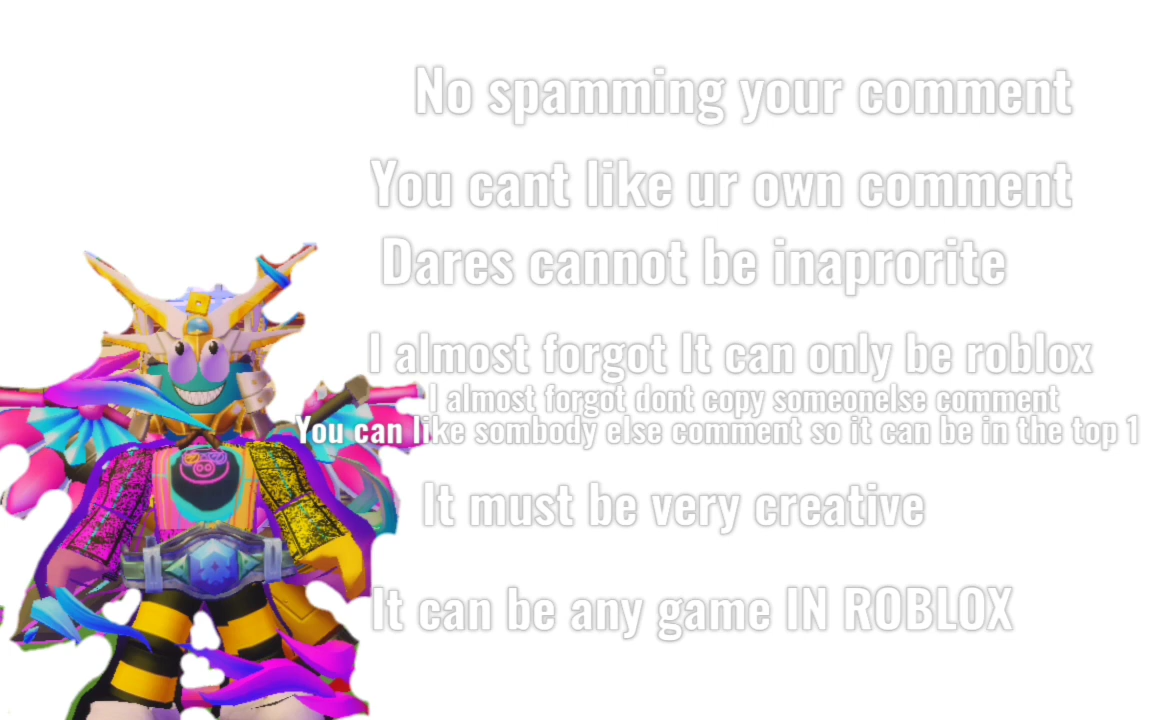 No spamming your comment
You cant like ur own comment
Dares cannot be inaprorite
I almost forgot It can only be roblox
I almost forgot dont copy someonelse comment
You can like sombody else comment so it can be in the top 1
It must be very creative
It can be any game IN ROBLOX